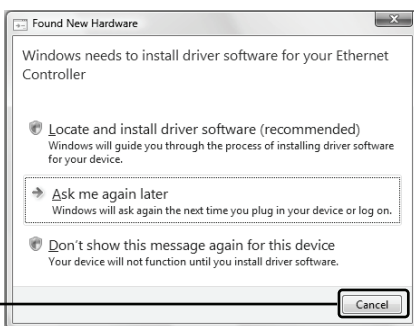 Found New Hardware
Windows needs to install driver software for your Ethernet
Controller
Locate and install driver software (recommended)
Windows will guide you through the process of installing driver software
for your device.
Ask me again later
Windows will ask again the next time you plug in your device or log on.
Don't show this message again for this device
Your device will not function until you install driver software.
Cancel